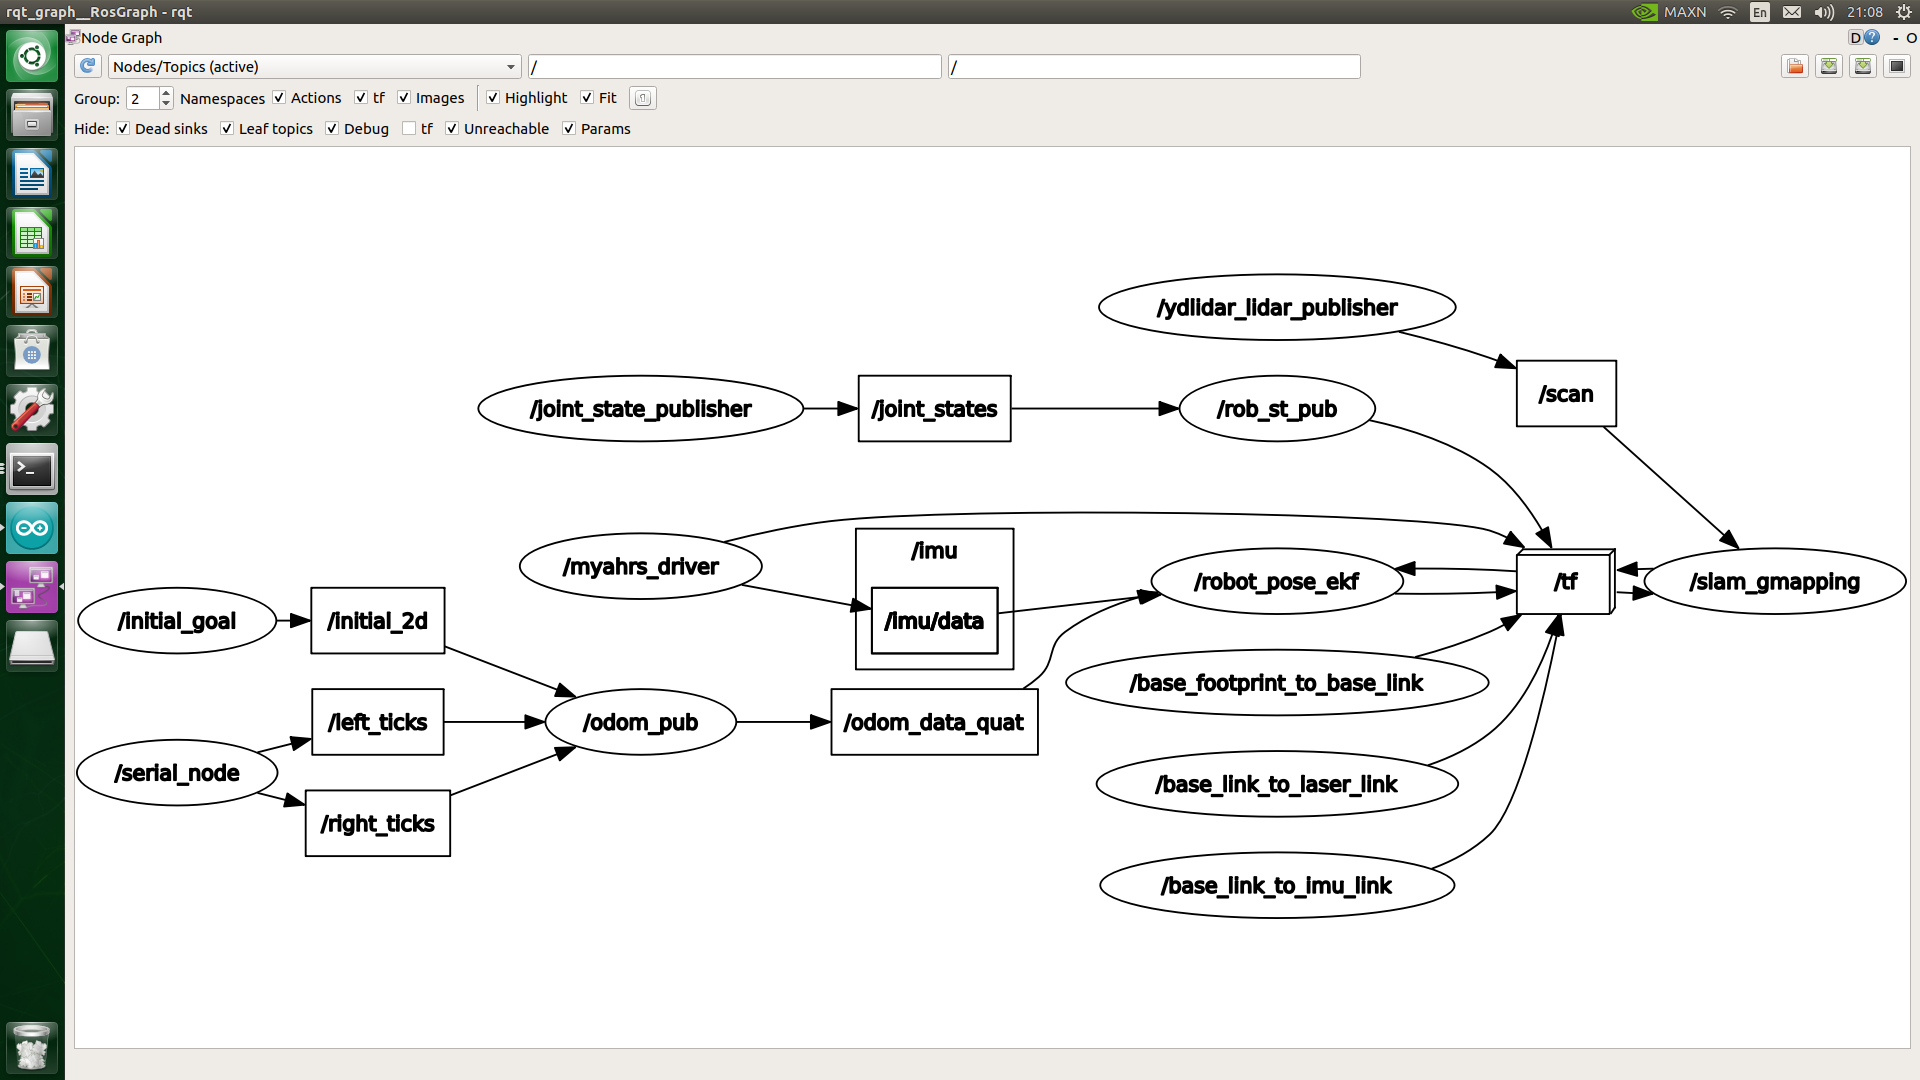 rqt_graph__RosGraph - rqt
MAXN En 21:08
Node Graph
D ? - O
Nodes/Topics (active) / /
Group: 2 Namespaces Actions tf Images Highlight Fit
Hide: Dead sinks Leaf topics Debug tf Unreachable Params
/ydlidar_lidar_publisher
/scan
/joint_state_publisher
/joint_states
/rob_st_pub
/imu
/myahrs_driver
/imu/data
/robot_pose_ekf
/tf
/slam_gmapping
/initial_goal
/initial_2d
/base_footprint_to_base_link
/left_ticks
/odom_pub
/odom_data_quat
/serial_node
/right_ticks
/base_link_to_laser_link
/base_link_to_imu_link